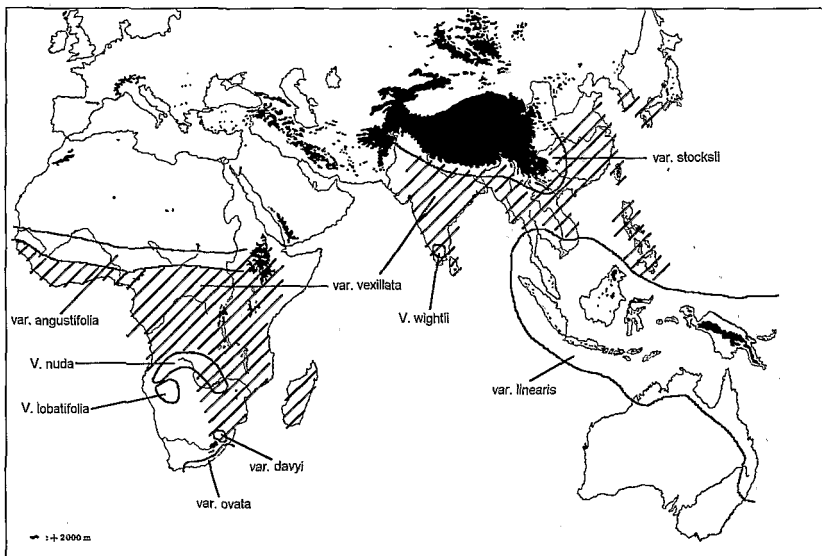 var. stocksii
var. vexillata
var. angustifolia
V. wightii
V. nuda
var. linearis
V. lobatifolia
var. davyi
var. ovata
:+2000 m